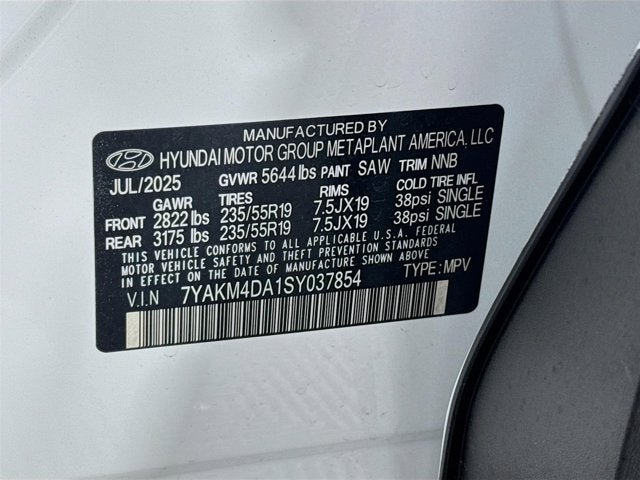 MANUFACTURED BY
HYUNDAI MOTOR GROUP METAPLANT AMERICA, LLC
JUL/2025 GVWR 5644 lbs PAINT SAW TRIM NNB
GAWR TIRES RIMS COLD TIRE INFL
FRONT 2822 lbs 235/55R19 7.5JX19 38psi SINGLE
REAR 3175 lbs 235/55R19 7.5JX19 38psi SINGLE
THIS VEHICLE CONFORMS TO ALL APPLICABLE U.S.A. FEDERAL
MOTOR VEHICLE SAFETY AND THEFT PREVENTION STANDARDS
IN EFFECT ON THE DATE OF MANUFACTURE SHOWN ABOVE.
V.I.N 7YAKM4DA1SY037854 TYPE: MPV